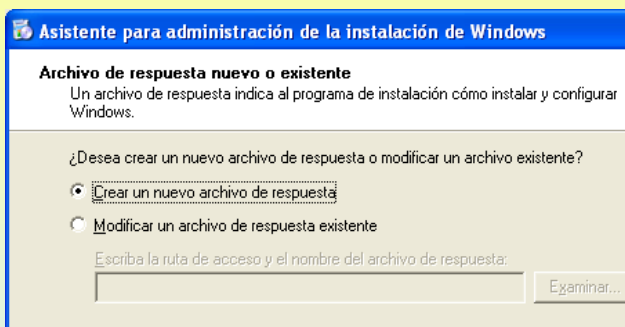 Asistente para administración de la instalación de Windows
Archivo de respuesta nuevo o existente
Un archivo de respuesta indica al programa de instalación cómo instalar y configurar
Windows.
¿Desea crear un nuevo archivo de respuesta o modificar un archivo existente?
Crear un nuevo archivo de respuesta
Modificar un archivo de respuesta existente
Escriba la ruta de acceso y el nombre del archivo de respuesta:
Examinar...